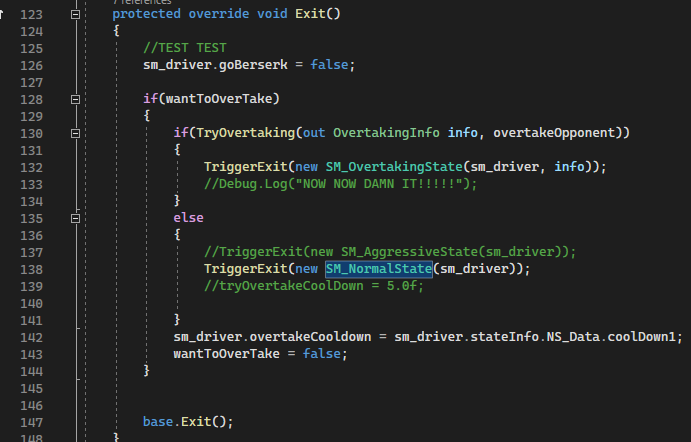 7 references
123 protected override void Exit()
124 {
125 //TEST TEST
126 sm_driver.goBerserk = false;
127
128 if(wantToOverTake)
129 {
130 if(TryOvertaking(out OvertakingInfo info, overtakeOpponent))
131 {
132 TriggerExit(new SM_OvertakingState(sm_driver, info));
133 //Debug.Log("NOW NOW DAMN IT!!!!!");
134 }
135 else
136 {
137 //TriggerExit(new SM_AggressiveState(sm_driver));
138 TriggerExit(new SM_NormalState(sm_driver));
139 //tryOvertakeCoolDown = 5.0f;
140
141 }
142 sm_driver.overtakeCooldown = sm_driver.stateInfo.NS_Data.coolDown1;
143 wantToOverTake = false;
144 }
145
146
147 base.Exit();
148 }